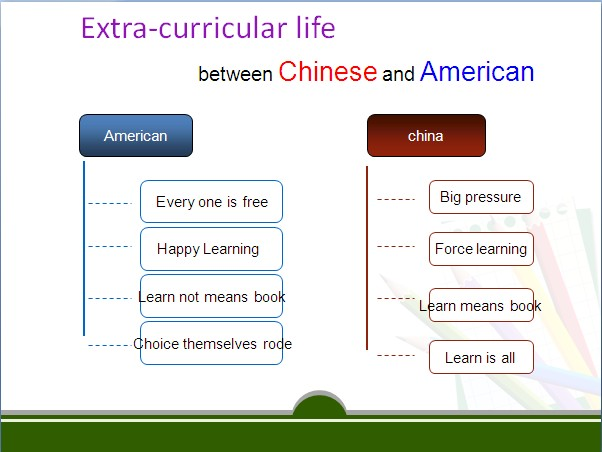 Extra-curricular life
between Chinese and American
American
Every one is free
Happy Learning
Learn not means book
Choice themselves rode
china
Big pressure
Force learning
Learn means book
Learn is all